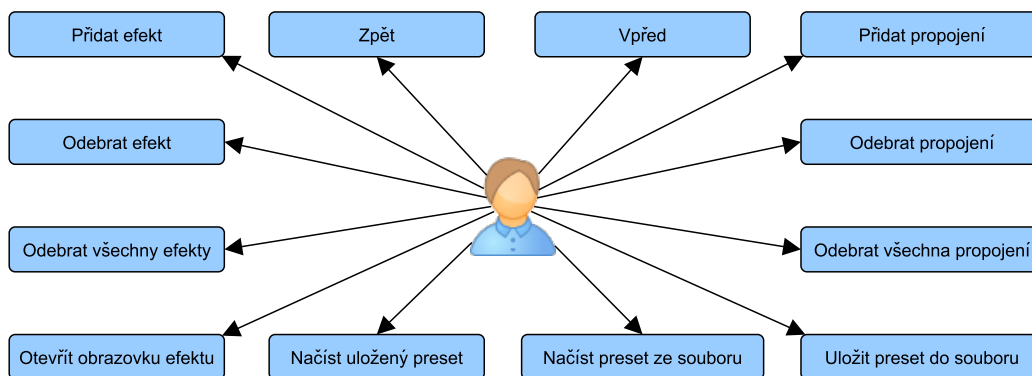 Přidat efekt
Zpět
Vpřed
Přidat propojení
Odebrat efekt
Odebrat propojení
Odebrat všechny efekty
Odebrat všechna propojení
Otevřít obrazovku efektu
Načíst uložený preset
Načíst preset ze souboru
Uložit preset do souboru